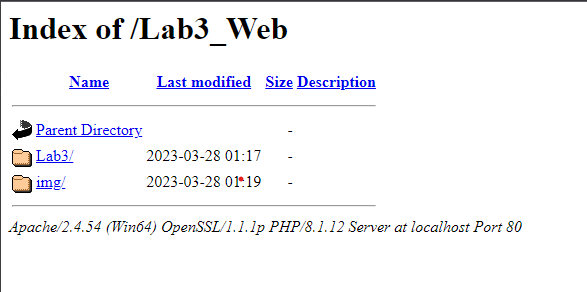 Index of /Lab3_Web
Name Last modified Size Description
Parent Directory -
Lab3/ 2023-03-28 01:17 -
img/ 2023-03-28 01:19 -
Apache/2.4.54 (Win64) OpenSSL/1.1.1p PHP/8.1.12 Server at localhost Port 80